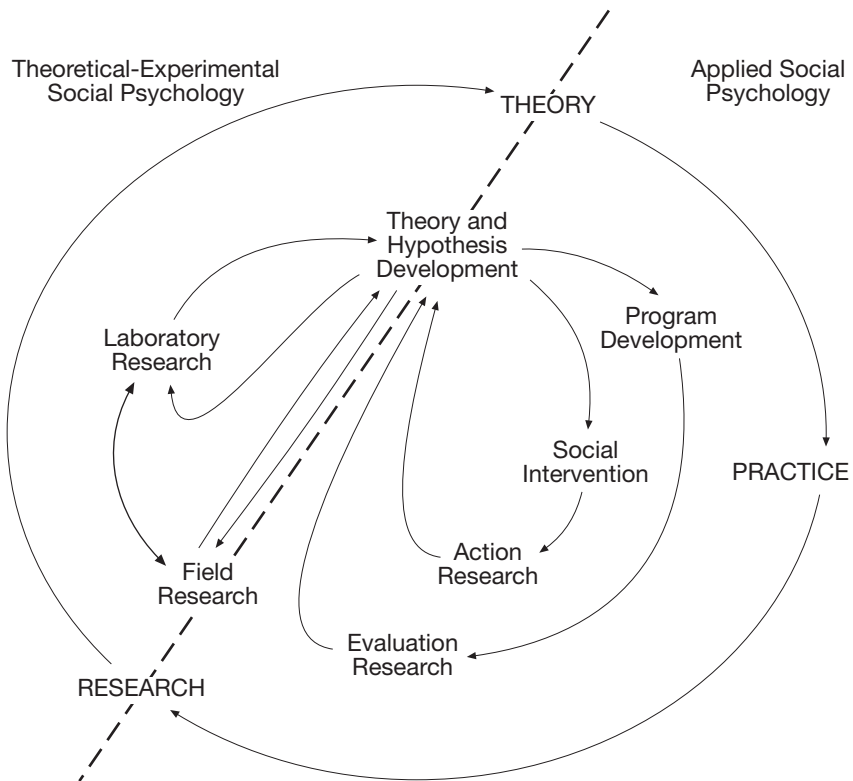 Theoretical-Experimental
Social Psychology
Applied Social
Psychology
THEORY
Theory and
Hypothesis
Development
Laboratory
Research
Program
Development
Social
Intervention
PRACTICE
Action
Research
Field
Research
Evaluation
Research
RESEARCH